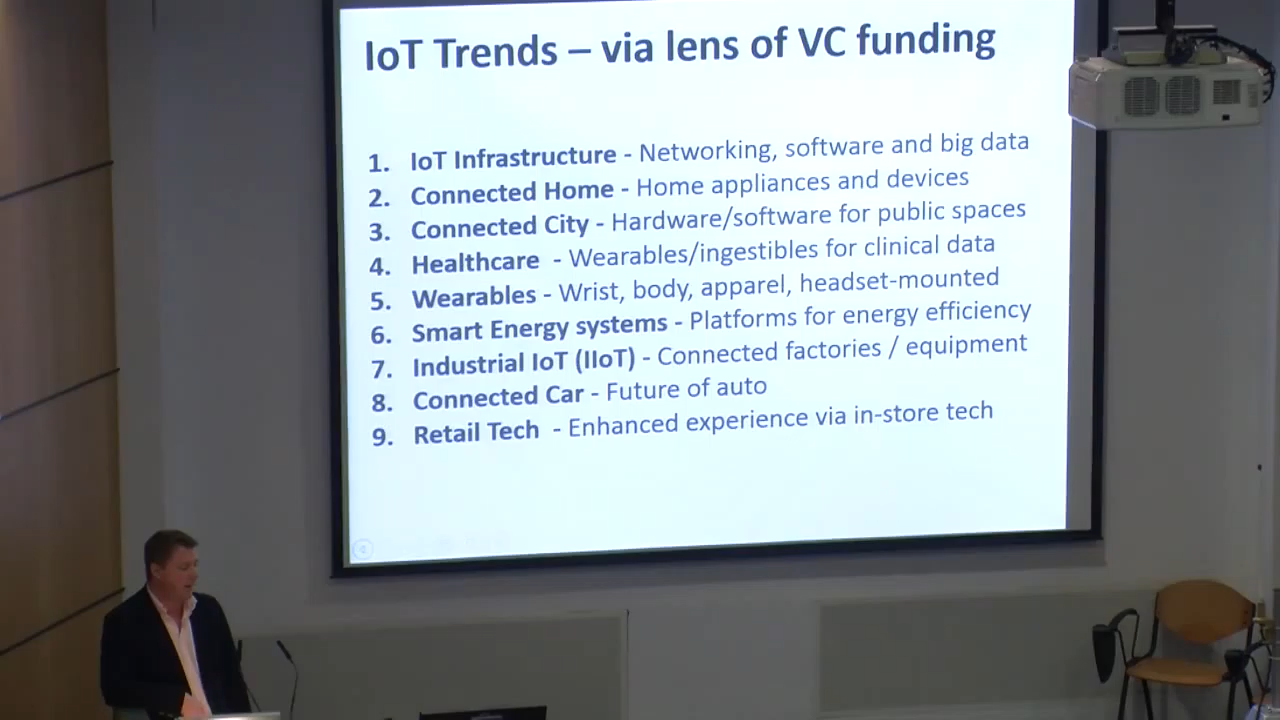 IoT Trends – via lens of VC funding
1. IoT Infrastructure - Networking, software and big data
2. Connected Home - Home appliances and devices
3. Connected City - Hardware/software for public spaces
4. Healthcare - Wearables/ingestibles for clinical data
5. Wearables - Wrist, body, apparel, headset-mounted
6. Smart Energy systems - Platforms for energy efficiency
7. Industrial IoT (IIoT) - Connected factories / equipment
8. Connected Car - Future of auto
9. Retail Tech - Enhanced experience via in-store tech